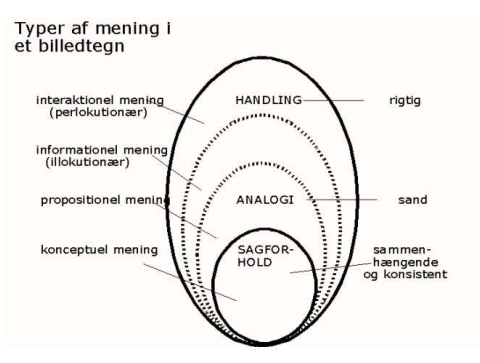 Typer af mening i
et billedtegn
interaktionel mening
(perlokutionær)
HANDLING
rigtig
informationel mening
(illokutionær)
propositionel mening
ANALOGI
sand
konceptuel mening
SAGFOR-
HOLD
sammen-
hængende
og konsistent